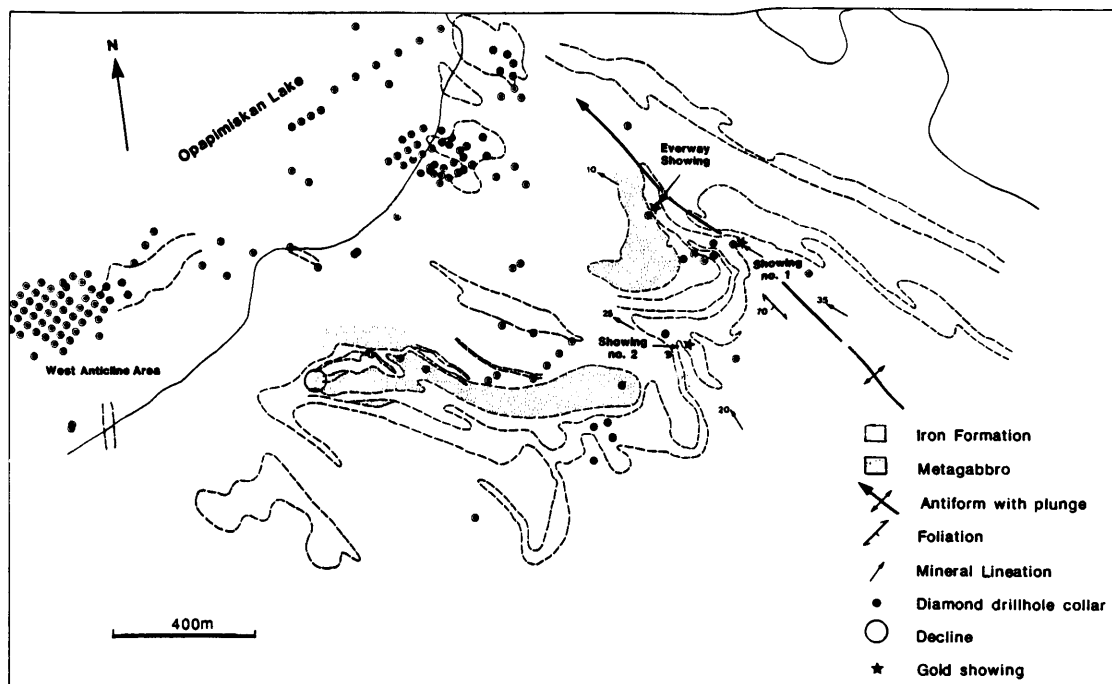 N
Opapimiskan Lake
Everway
Showing
10
Showing
no. 1
70
35
25
Showing
no. 2
20
West Anticline Area
Iron Formation
Metagabbro
Antiform with plunge
Foliation
Mineral Lineation
Diamond drillhole collar
Decline
Gold showing
400m